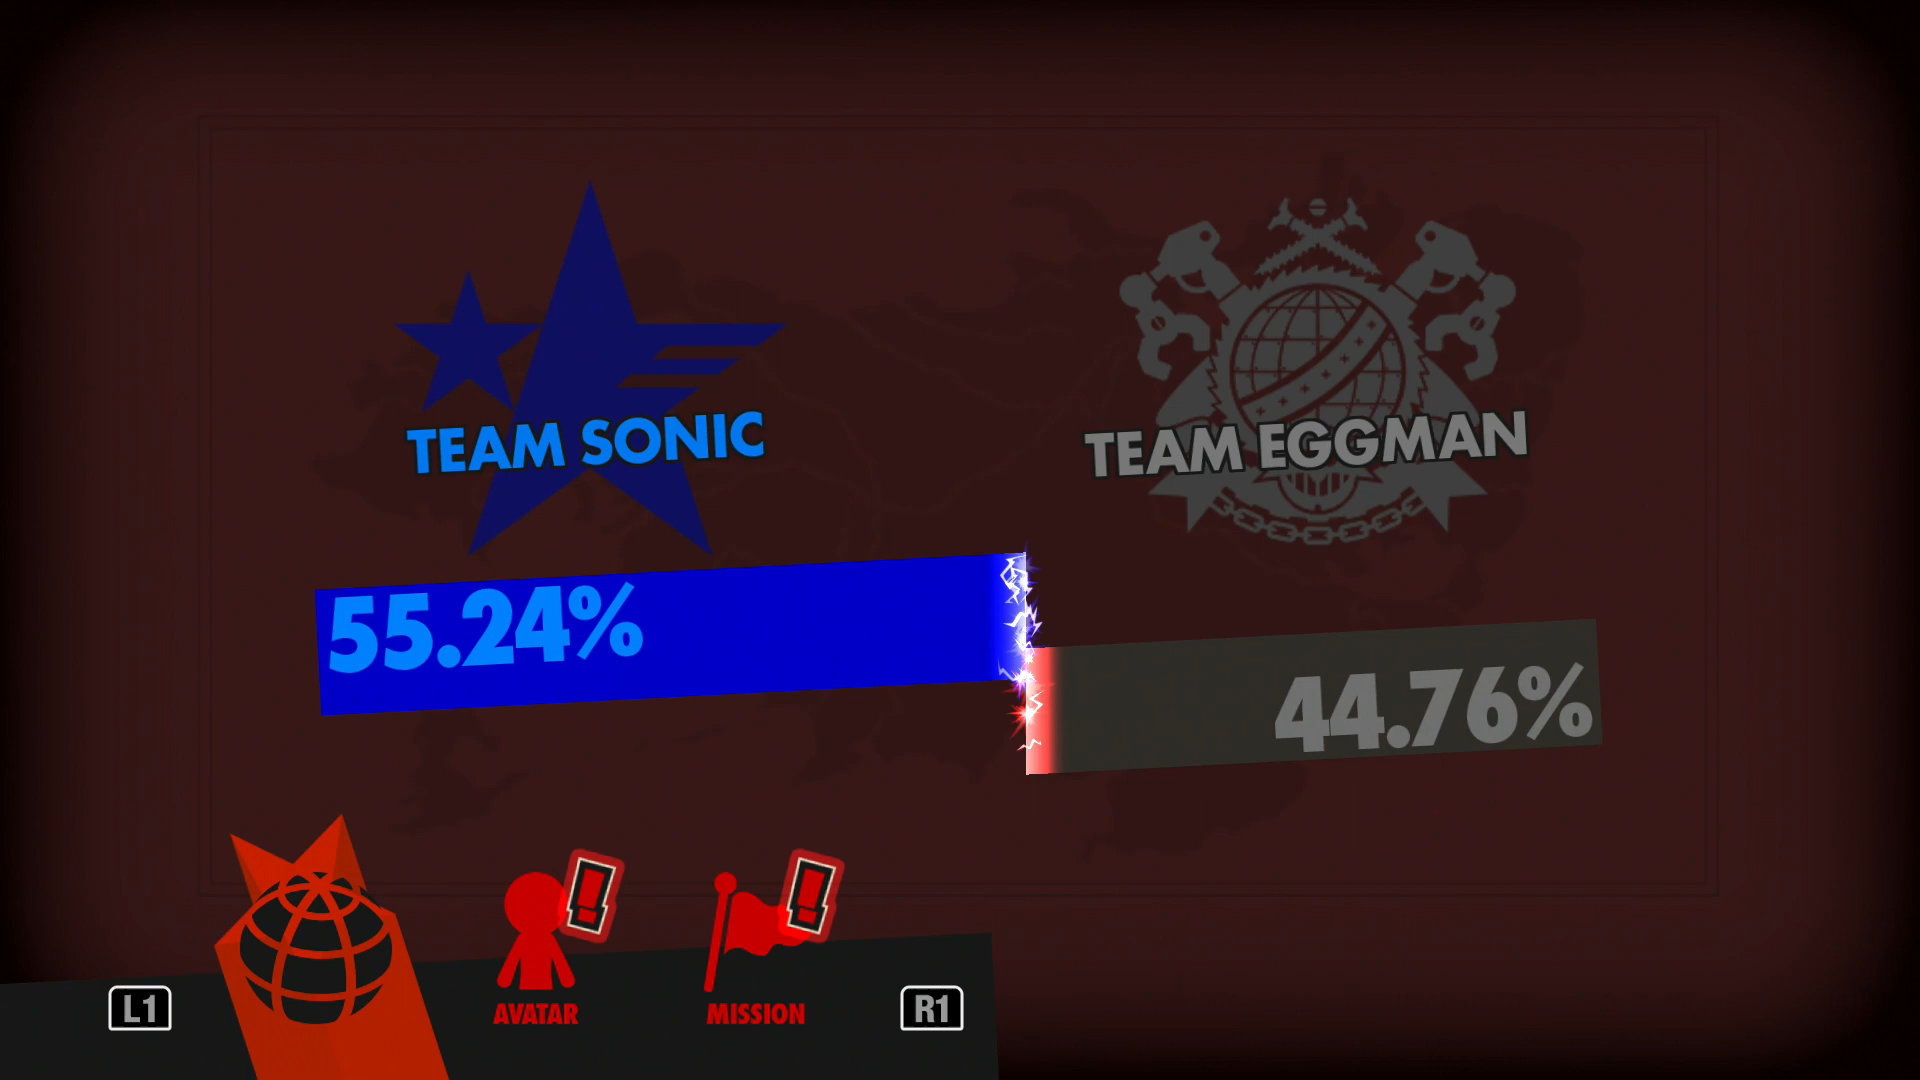 TEAM SONIC
TEAM EGGMAN
55.24%
44.76%
L1
AVATAR
MISSION
R1